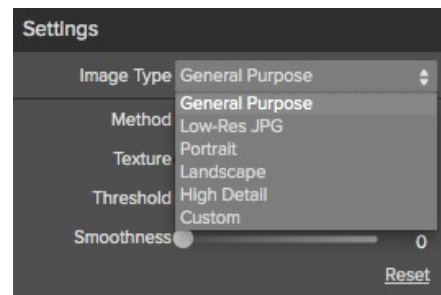 Settings
Image Type General Purpose
General Purpose
Method
Low-Res JPG
Portrait
Texture
Landscape
Threshold
High Detail
Custom
Smoothness
0
Reset